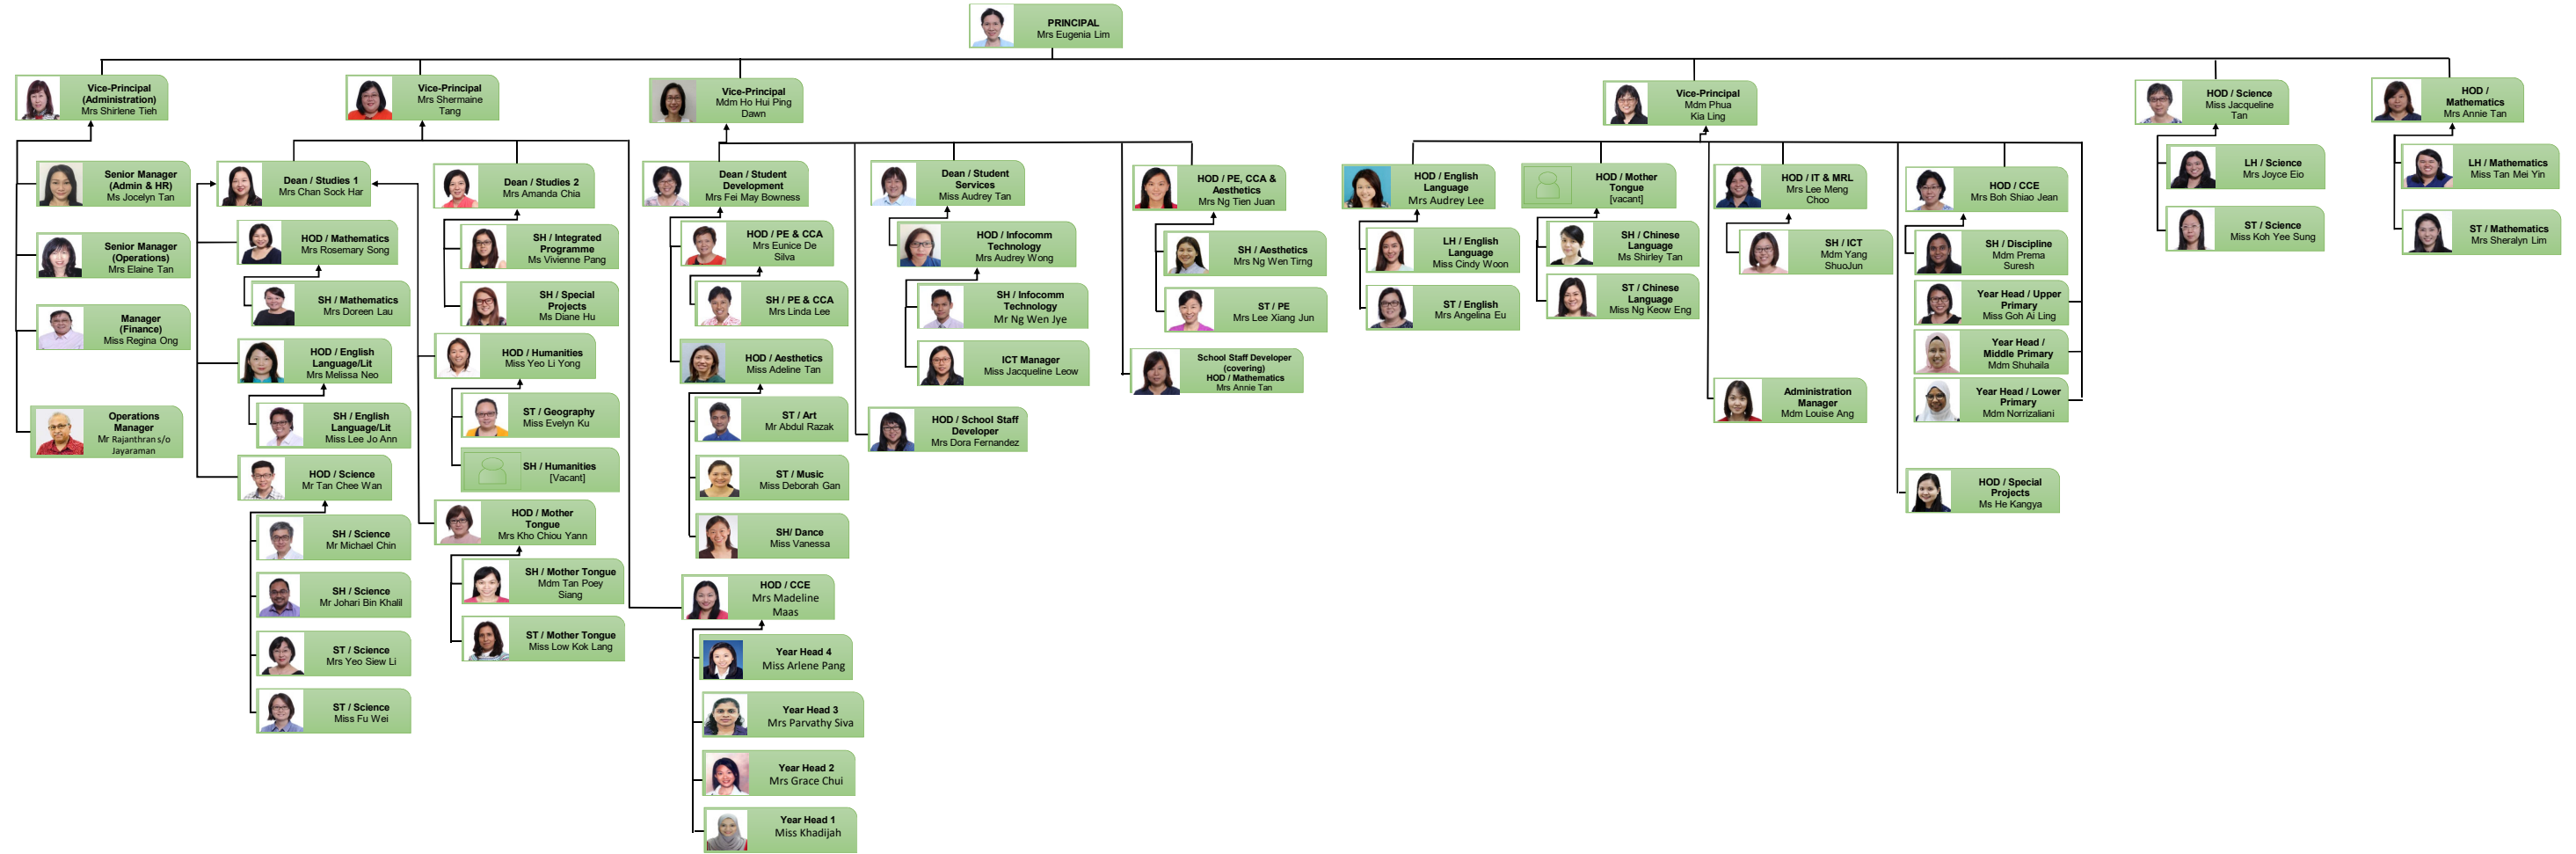 PRINCIPAL
Mrs Eugenia Lim
Vice-Principal
(Administration)
Mrs Shirlene Tieh
Senior Manager
(Admin & HR)
Ms Jocelyn Tan
Senior Manager
(Operations)
Mrs Elaine Tan
Manager
(Finance)
Miss Regina Ong
Operations
Manager
Mr Rajanthran s/o
Jayaraman
Vice-Principal
Mrs Shermaine
Tang
Dean / Studies 1
Mrs Chan Sock Har
HOD / Mathematics
Mrs Rosemary Song
SH / Mathematics
Mrs Doreen Lau
HOD / English
Language/Lit
Mrs Melissa Neo
SH / English
Language/Lit
Miss Lee Jo Ann
HOD / Science
Mr Tan Chee Wan
SH / Science
Mr Michael Chin
SH / Science
Mr Johari Bin Khalil
ST / Science
Mrs Yeo Siew Li
ST / Science
Miss Fu Wei
Dean / Studies 2
Mrs Amanda Chia
SH / Integrated
Programme
Ms Vivienne Pang
SH / Special
Projects
Ms Diane Hu
HOD / Humanities
Miss Yeo Li Yong
ST / Geography
Miss Evelyn Ku
SH / Humanities
[Vacant]
HOD / Mother
Tongue
Mrs Kho Chiou Yann
SH / Mother Tongue
Mdm Tan Poey
Siang
ST / Mother Tongue
Miss Low Kok Lang
HOD / CCE
Mrs Madeline
Maas
Year Head 4
Miss Arlene Pang
Year Head 3
Mrs Parvathy Siva
Year Head 2
Mrs Grace Chui
Year Head 1
Miss Khadijah
Vice-Principal
Mdm Ho Hui Ping
Dawn
Dean / Student
Development
Mrs Fei May Bowness
HOD / PE & CCA
Mrs Eunice De
Silva
SH / PE & CCA
Mrs Linda Lee
HOD / Aesthetics
Miss Adeline Tan
ST / Art
Mr Abdul Razak
ST / Music
Miss Deborah Gan
SH/ Dance
Miss Vanessa
Dean / Student
Services
Miss Audrey Tan
HOD / Infocomm
Technology
Mrs Audrey Wong
SH / Infocomm
Technology
Mr Ng Wen Jye
ICT Manager
Miss Jacqueline Leow
HOD / School Staff
Developer
Mrs Dora Fernandez
HOD / PE, CCA &
Aesthetics
Mrs Ng Tien Juan
SH / Aesthetics
Mrs Ng Wen Timg
ST / PE
Mrs Lee Xiang Jun
School Staff Developer
(covering)
HOD / Mathematics
Mrs Annie Tan
Vice-Principal
Mdm Phua
Kia Ling
HOD / English
Language
Mrs Audrey Lee
LH / English
Language
Miss Cindy Woon
ST / English
Mrs Angelina Eu
HOD / Mother
Tongue
[vacant]
SH / Chinese
Language
Ms Shirley Tan
ST / Chinese
Language
Miss Ng Keow Eng
HOD / IT & MRL
Mrs Lee Meng
Choo
SH / ICT
Mdm Yang
ShuoJun
Administration
Manager
Mdm Louise Ang
HOD / CCE
Mrs Boh Shiao Jean
SH / Discipline
Mdm Prema
Suresh
Year Head / Upper
Primary
Miss Goh Ai Ling
Year Head /
Middle Primary
Mdm Shuhaila
Year Head / Lower
Primary
Mdm Norrizaliani
HOD / Special
Projects
Ms He Kangya
HOD / Science
Miss Jacqueline
Tan
LH / Science
Mrs Joyce Eio
ST / Science
Miss Koh Yee Sung
HOD /
Mathematics
Mrs Annie Tan
LH / Mathematics
Miss Tan Mei Yin
ST / Mathematics
Mrs Sheralyn Lim